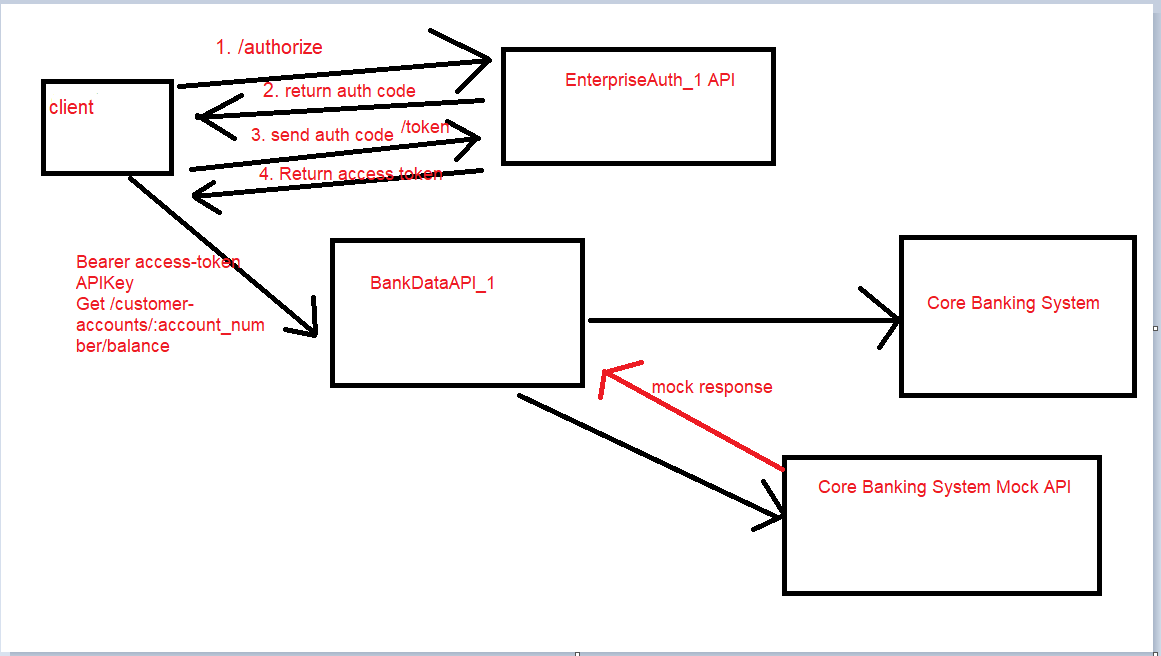 1. /authorize
EnterpriseAuth_1 API
client
2. return auth code
3. send auth code /token
4. Return access token
Bearer access-token
APIKey
Get /customer-
accounts/:account_num
ber/balance
BankDataAPI_1
Core Banking System
mock response
Core Banking System Mock API